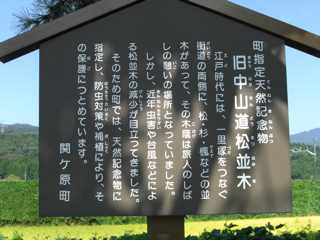 町指定天然記念物
旧中山道松並木
江戸時代には、一里塚をつなぐ
街道の両側に、松・杉・楓などの並
木があつて、その木蔭は旅人のしば
しの憩いの場所となつていました。
しかし、近年虫害や台風などによ
る松並木の減少が目立つてきました。
そのため町では、天然記念物に
指定し、防虫対策や補植により、そ
の保護につとめています。
関ケ原町